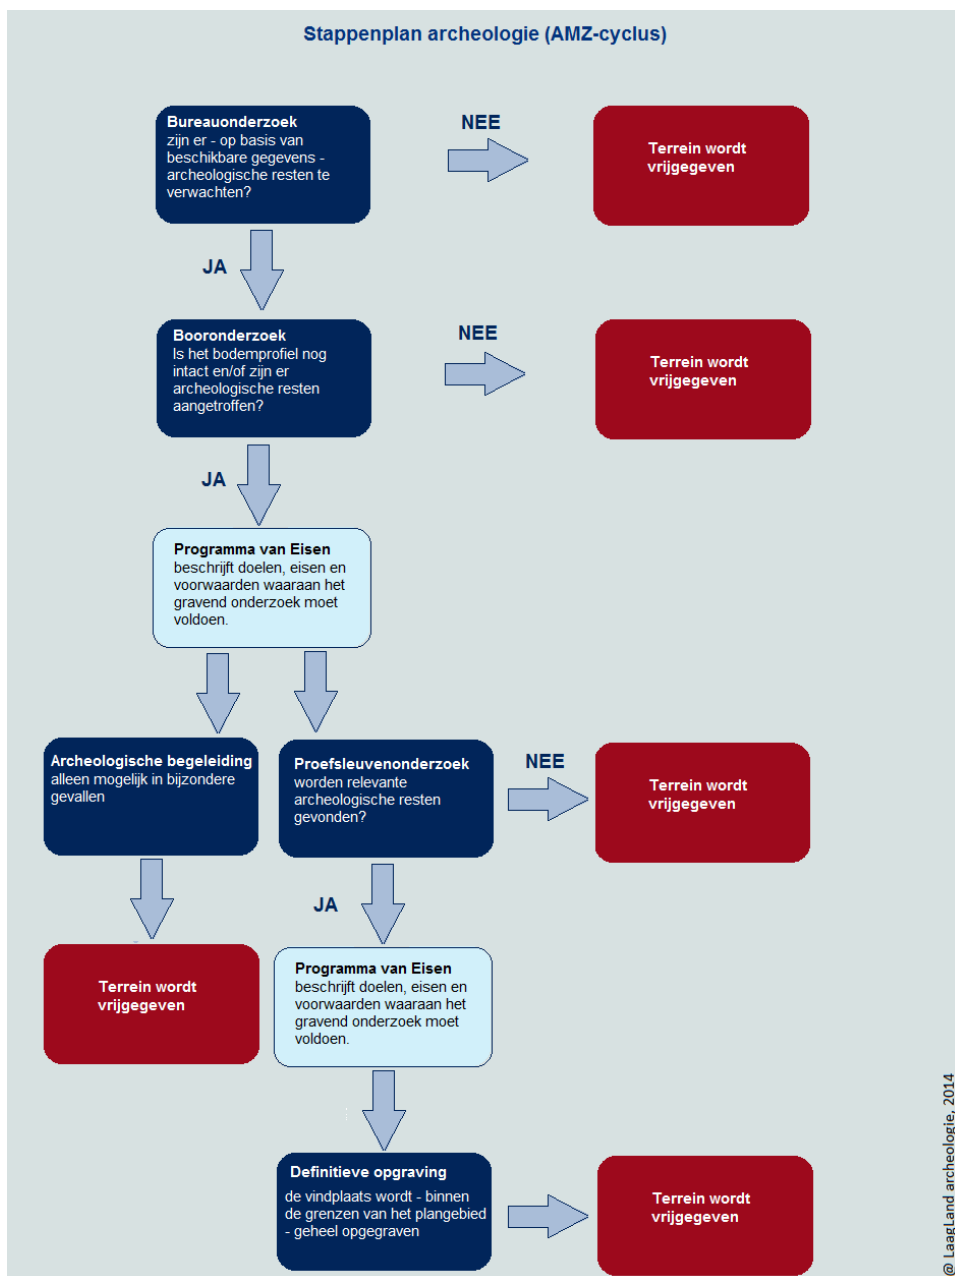 Stappenplan archeologie (AMZ-cyclus)
Bureauonderzoek
zijn er - op basis van
beschikbare gegevens -
archeologische resten te
verwachten?
NEE
Terrein wordt
vrijgegeven
JA
Booronderzoek
Is het bodemprofiel nog
intact en/of zijn er
archeologische resten
aangetroffen?
NEE
Terrein wordt
vrijgegeven
JA
Programma van Eisen
beschrijft doelen, eisen en
voorwaarden waaraan het
gravend onderzoek moet
voldoen.
Archeologische begeleiding
alleen mogelijk in bijzondere
gevallen
Proefsleuvenonderzoek
worden relevante
archeologische resten
gevonden?
NEE
Terrein wordt
vrijgegeven
JA
Terrein wordt
vrijgegeven
Programma van Eisen
beschrijft doelen, eisen en
voorwaarden waaraan het
gravend onderzoek moet
voldoen.
Definitieve opgraving
de vindplaats wordt - binnen
de grenzen van het plangebied
- geheel opgegraven
Terrein wordt
vrijgegeven
@ LaagLand archeologie, 2014